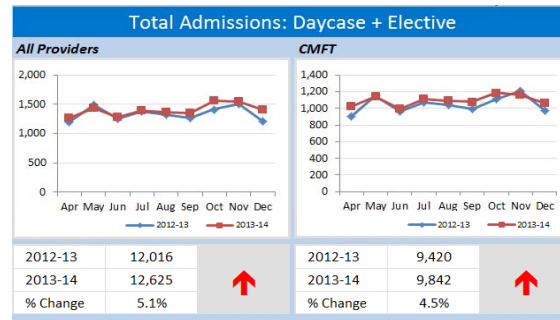 Total Admissions: Daycase + Elective
All Providers
2,000
1,500
1,000
500
0
Apr May Jun Jul Aug Sep Oct Nov Dec
2012-13 2013-14
2012-13 12,016
2013-14 12,625
% Change 5.1%
CMFT
1,400
1,200
1,000
800
600
400
200
0
Apr May Jun Jul Aug Sep Oct Nov Dec
2012-13 2013-14
2012-13 9,420
2013-14 9,842
% Change 4.5%